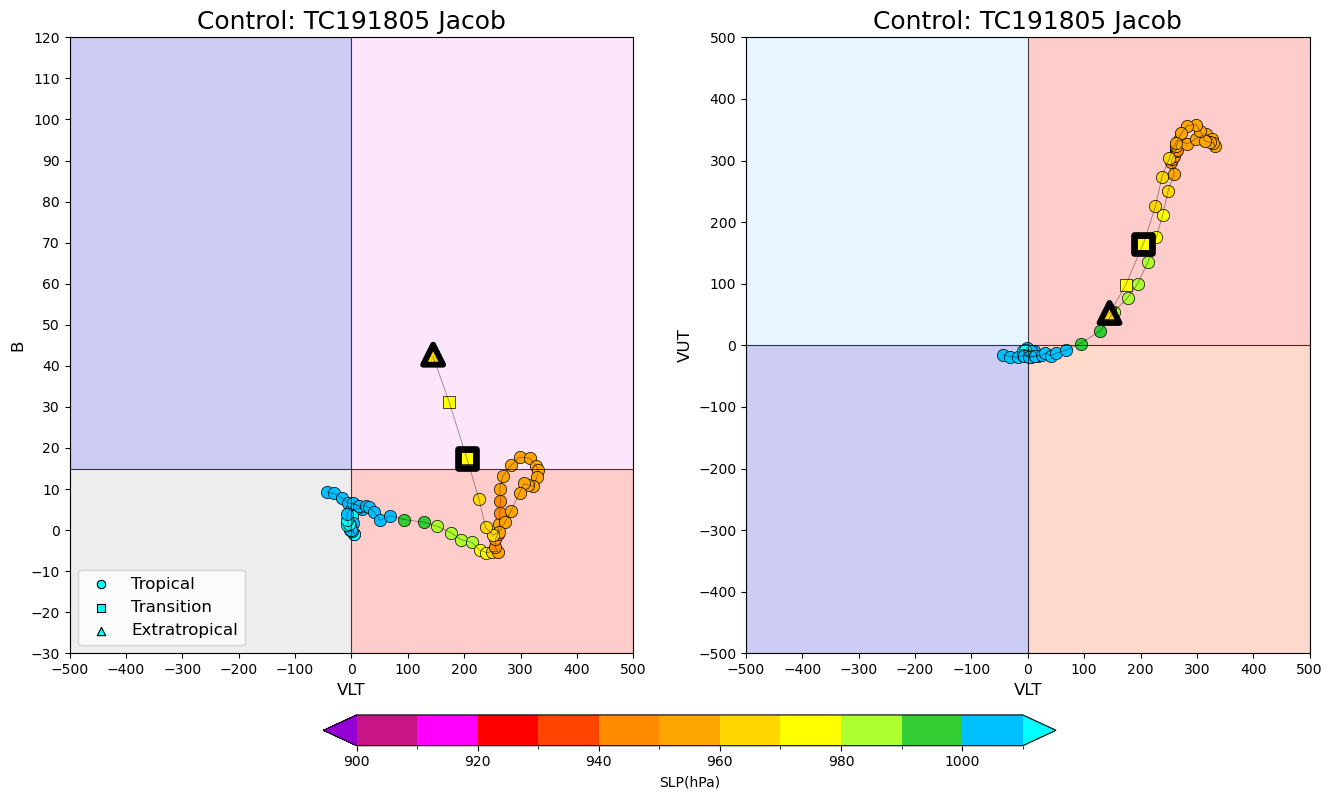 Control: TC191805 Jacob
120
110
100
90
80
70
60
50
40
30
20
10
0
−10
−20
−30
B
Tropical
Transition
Extratropical
−500 −400 −300 −200 −100 0 100 200 300 400 500
VLT
Control: TC191805 Jacob
500
400
300
200
100
0
−100
−200
−300
−400
−500
VUT
−500 −400 −300 −200 −100 0 100 200 300 400 500
VLT
900 920 940 960 980 1000
SLP(hPa)